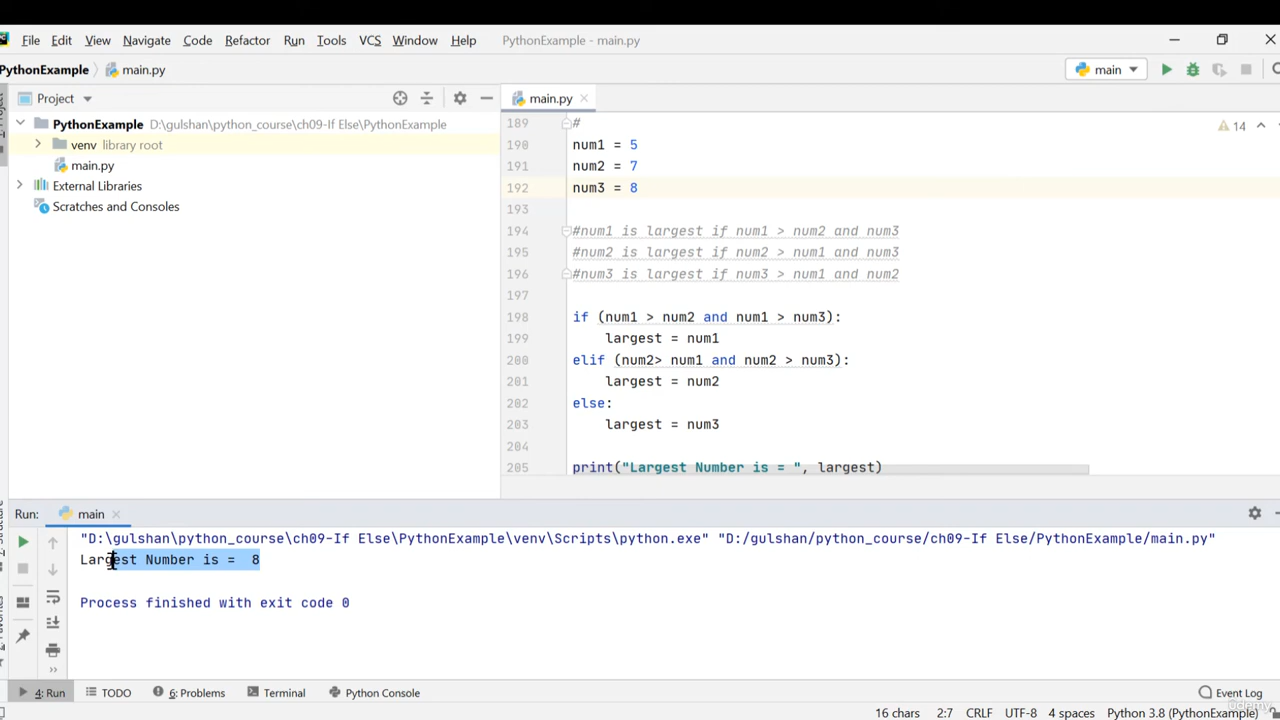 File Edit View Navigate Code Refactor Run Tools VCS Window Help PythonExample - main.py
PythonExample main.py main
Project main.py
PythonExample D:\gulshan\python_course\ch09-If Else\PythonExample
venv library root
main.py
External Libraries
Scratches and Consoles
14
189 #
190 num1 = 5
191 num2 = 7
192 num3 = 8
193
194 #num1 is largest if num1 > num2 and num3
195 #num2 is largest if num2 > num1 and num3
196 #num3 is largest if num3 > num1 and num2
197
198 if (num1 > num2 and num1 > num3):
199 largest = num1
200 elif (num2> num1 and num2 > num3):
201 largest = num2
202 else:
203 largest = num3
204
205 print("Largest Number is = ", largest)
Run: main
"D:\gulshan\python_course\ch09-If Else\PythonExample\venv\Scripts\python.exe" "D:/gulshan/python_course/ch09-If Else/PythonExample/main.py"
Largest Number is =  8
Process finished with exit code 0
4: Run TODO 6: Problems Terminal Python Console Event Log
16 chars 2:7 CRLF UTF-8 4 spaces Python 3.8 (PythonExample)
udemy